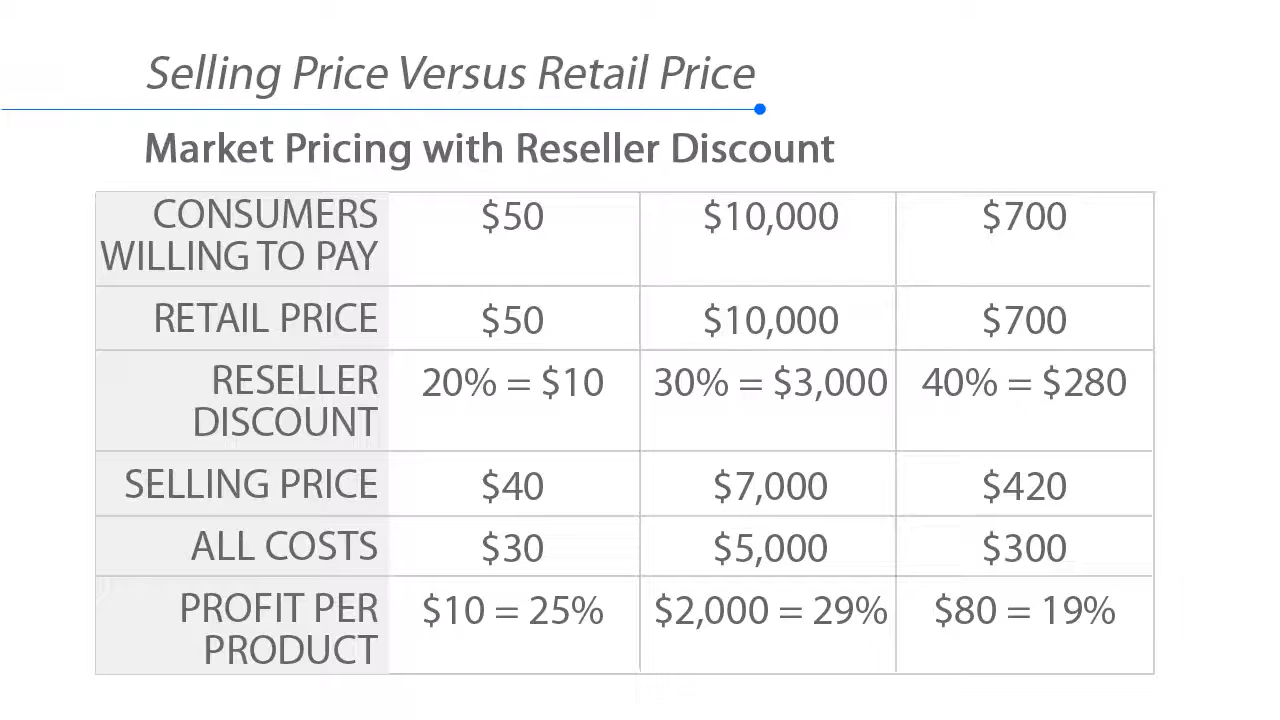 Selling Price Versus Retail Price
Market Pricing with Reseller Discount
CONSUMERS WILLING TO PAY $50 $10,000 $700
RETAIL PRICE $50 $10,000 $700
RESELLER DISCOUNT 20% = $10 30% = $3,000 40% = $280
SELLING PRICE $40 $7,000 $420
ALL COSTS $30 $5,000 $300
PROFIT PER PRODUCT $10 = 25% $2,000 = 29% $80 = 19%